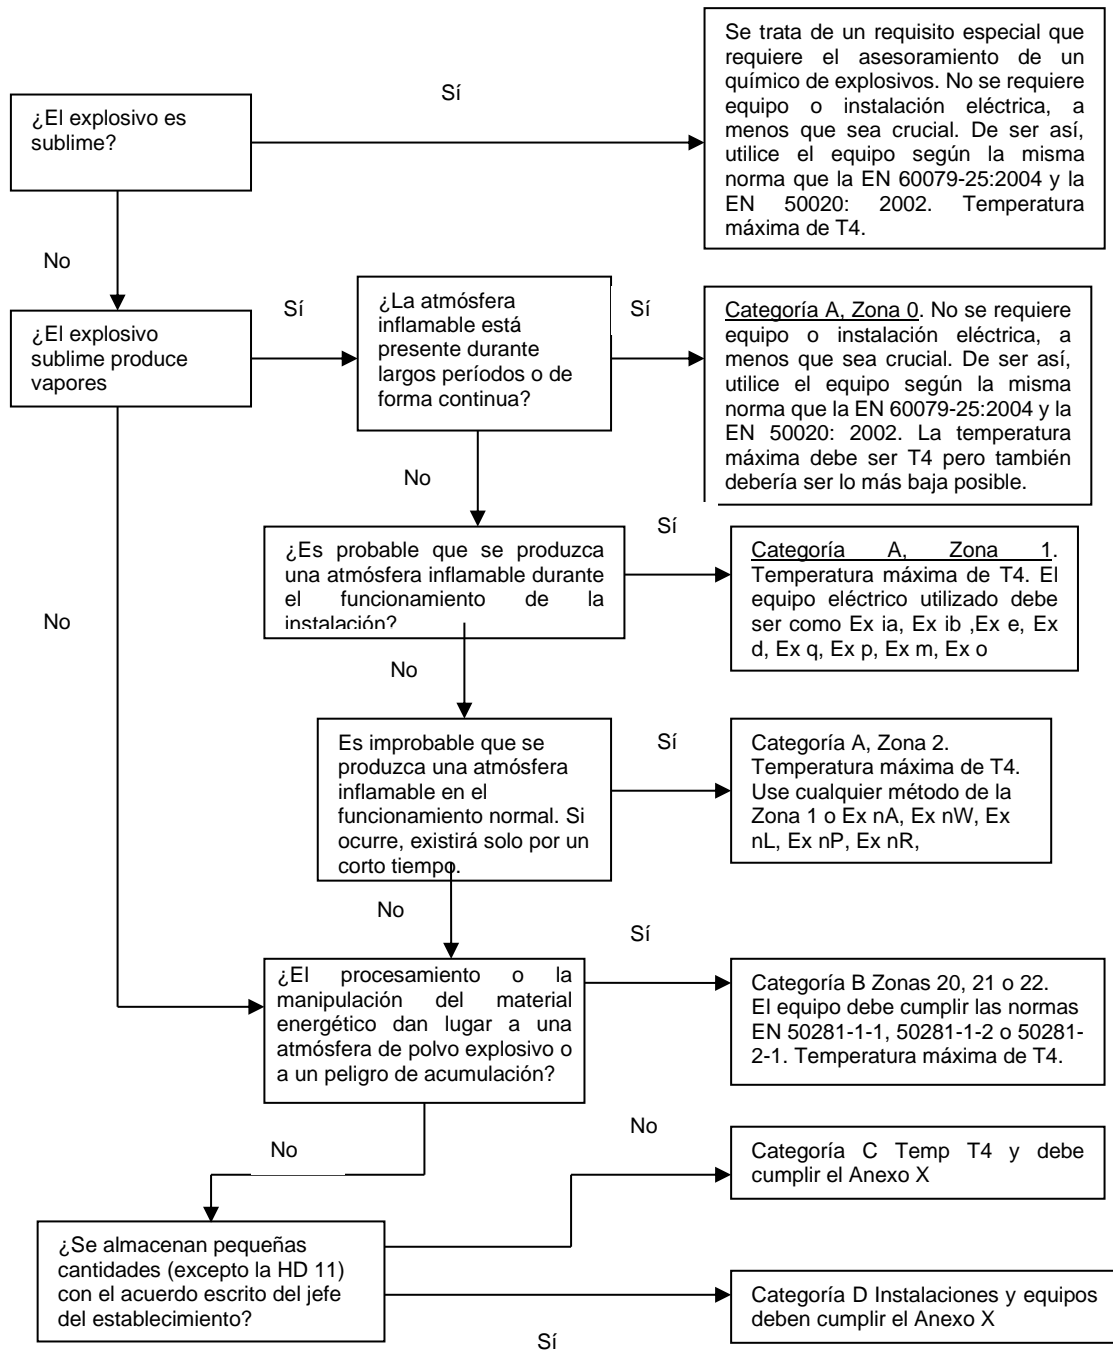 Se trata de un requisito especial que
requiere el asesoramiento de un
químico de explosivos. No se requiere
equipo o instalación eléctrica, a
menos que sea crucial. De ser así,
utilice el equipo según la misma
norma que la EN 60079-25:2004 y la
EN 50020: 2002. Temperatura
máxima de T4.
Sí
¿El explosivo es
sublime?
No
¿El explosivo
sublime produce
vapores
Sí
¿La atmósfera
inflamable está
presente durante
largos períodos o de
forma continua?
Sí
Categoría A, Zona 0. No se requiere
equipo o instalación eléctrica, a
menos que sea crucial. De ser así,
utilice el equipo según la misma
norma que la EN 60079-25:2004 y la
EN 50020: 2002. La temperatura
máxima debe ser T4 pero también
debería ser lo más baja posible.
No
Sí
¿Es probable que se produzca
una atmósfera inflamable durante
el funcionamiento de la
instalación?
Categoría A, Zona 1.
Temperatura máxima de T4. El
equipo eléctrico utilizado debe
ser como Ex ia, Ex ib ,Ex e, Ex
d, Ex q, Ex p, Ex m, Ex o
No
No
Es improbable que se
produzca una atmósfera
inflamable en el
funcionamiento normal. Si
ocurre, existirá solo por un
corto tiempo.
Sí
Categoría A, Zona 2.
Temperatura máxima de T4.
Use cualquier método de la
Zona 1 o Ex nA, Ex nW, Ex
nL, Ex nP, Ex nR,
No
Sí
¿El procesamiento o la
manipulación del material
energético dan lugar a una
atmósfera de polvo explosivo o
a un peligro de acumulación?
Categoría B Zonas 20, 21 o 22.
El equipo debe cumplir las normas
EN 50281-1-1, 50281-1-2 o 50281-
2-1. Temperatura máxima de T4.
No
No
Categoría C Temp T4 y debe
cumplir el Anexo X
¿Se almacenan pequeñas
cantidades (excepto la HD 11)
con el acuerdo escrito del jefe
del establecimiento?
Categoría D Instalaciones y equipos
deben cumplir el Anexo X
Sí